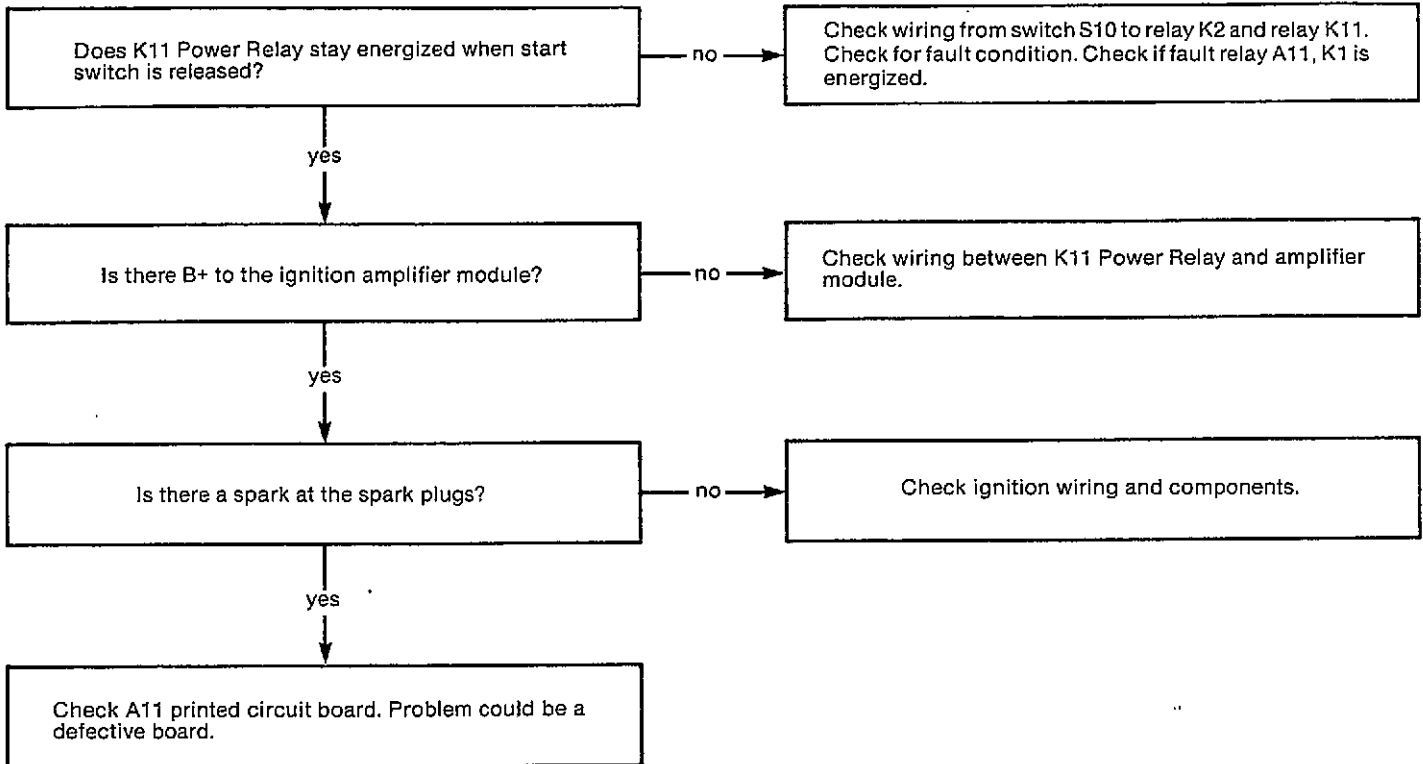 Does K11 Power Relay stay energized when start
switch is released?
no
Check wiring from switch S10 to relay K2 and relay K11.
Check for fault condition. Check if fault relay A11, K1 is
energized.
yes
Is there B+ to the ignition amplifier module?
no
Check wiring between K11 Power Relay and amplifier
module.
yes
Is there a spark at the spark plugs?
no
Check ignition wiring and components.
yes
Check A11 printed circuit board. Problem could be a
defective board.